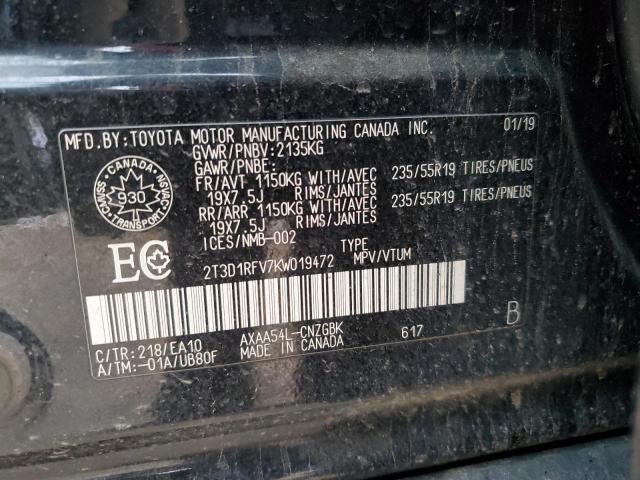 MFD.BY:TOYOTA MOTOR MANUFACTURING CANADA INC. 01/19
GVWR/PNBV:2135KG
GAWR/PNBE:
FR/AVT 1150KG WITH/AVEC 235/55R19 TIRES/PNEUS
19X7.5J RIMS/JANTES
RR/ARR 1150KG WITH/AVEC 235/55R19 TIRES/PNEUS
19X7.5J RIMS/JANTES
ICES/NMB-002 TYPE
2T3D1RFV7KW019472 MPV/VTUM
CANADA
930
TRANSPORT
CMVSS
NSVAC
EC
C/TR:218/EA10 AXAA54L-CNZGBK 617 B
A/TM:-01A/UB80F MADE IN CANADA